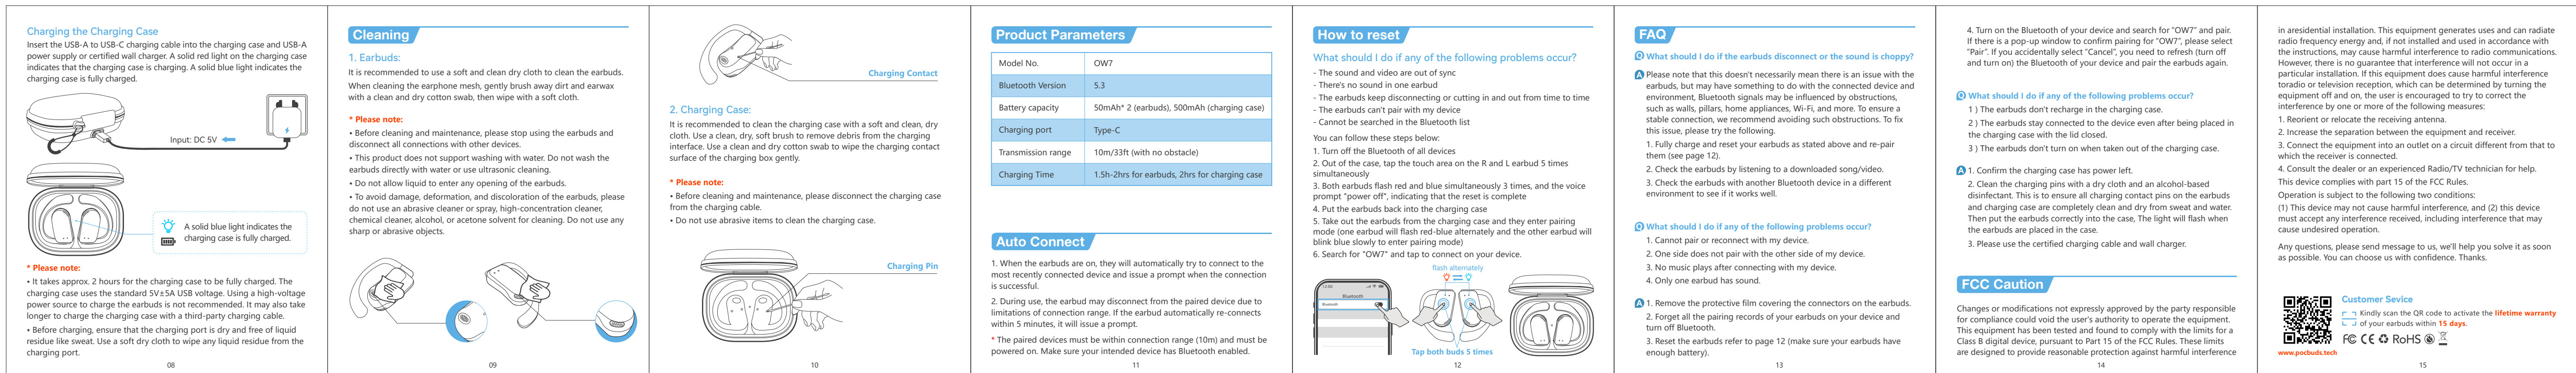 Charging the Charging Case
Insert the USB-A to USB-C charging cable into the charging case and USB-A
power supply or certified wall charger. A solid red light on the charging case
indicates that the charging case is charging. A solid blue light indicates the
charging case is fully charged.
Input: DC 5V
A solid blue light indicates the
charging case is fully charged.
* Please note:
• It takes approx. 2 hours for the charging case to be fully charged. The
charging case uses the standard 5V±5A USB voltage. Using a high-voltage
power source to charge the earbuds is not recommended. It may also take
longer to charge the charging case with a third-party charging cable.
• Before charging, ensure that the charging port is dry and free of liquid
residue like sweat. Use a soft dry cloth to wipe any liquid residue from the
charging port.
08
Cleaning
1. Earbuds:
It is recommended to use a soft and clean dry cloth to clean the earbuds.
When cleaning the earphone mesh, gently brush away dirt and earwax
with a clean and dry cotton swab, then wipe with a soft cloth.
* Please note:
• Before cleaning and maintenance, please stop using the earbuds and
disconnect all connections with other devices.
• This product does not support washing with water. Do not wash the
earbuds directly with water or use ultrasonic cleaning.
• Do not allow liquid to enter any opening of the earbuds.
• To avoid damage, deformation, and discoloration of the earbuds, please
do not use an abrasive cleaner or spray, high-concentration cleaner,
chemical cleaner, alcohol, or acetone solvent for cleaning. Do not use any
sharp or abrasive objects.
09
Charging Contact
2. Charging Case:
It is recommended to clean the charging case with a soft and clean, dry
cloth. Use a clean, dry, soft brush to remove debris from the charging
interface. Use a clean and dry cotton swab to wipe the charging contact
surface of the charging box gently.
* Please note:
• Before cleaning and maintenance, please disconnect the charging case
from the charging cable.
• Do not use abrasive items to clean the charging case.
Charging Pin
10
Product Parameters
Model No. OW7
Bluetooth Version 5.3
Battery capacity 50mAh* 2 (earbuds), 500mAh (charging case)
Charging port Type-C
Transmission range 10m/33ft (with no obstacle)
Charging Time 1.5h-2hrs for earbuds, 2hrs for charging case
Auto Connect
1. When the earbuds are on, they will automatically try to connect to the
most recently connected device and issue a prompt when the connection
is successful.
2. During use, the earbud may disconnect from the paired device due to
limitations of connection range. If the earbud automatically re-connects
within 5 minutes, it will issue a prompt.
* The paired devices must be within connection range (10m) and must be
powered on. Make sure your intended device has Bluetooth enabled.
11
How to reset
What should I do if any of the following problems occur?
- The sound and video are out of sync
- There's no sound in one earbud
- The earbuds keep disconnecting or cutting in and out from time to time
- The earbuds can't pair with my device
- Cannot be searched in the Bluetooth list
You can follow these steps below:
1. Turn off the Bluetooth of all devices
2. Out of the case, tap the touch area on the R and L earbud 5 times
simultaneously
3. Both earbuds flash red and blue simultaneously 3 times, and the voice
prompt "power off", indicating that the reset is complete
4. Put the earbuds back into the charging case
5. Take out the earbuds from the charging case and they enter pairing
mode (one earbud will flash red-blue alternately and the other earbud will
blink blue slowly to enter pairing mode)
6. Search for "OW7" and tap to connect on your device.
flash alternately
12:00
Bluetooth
Bluetooth
Tap both buds 5 times
12
FAQ
Q What should I do if the earbuds disconnect or the sound is choppy?
A Please note that this doesn't necessarily mean there is an issue with the
earbuds, but may have something to do with the connected device and
environment, Bluetooth signals may be influenced by obstructions,
such as walls, pillars, home appliances, Wi-Fi, and more. To ensure a
stable connection, we recommend avoiding such obstructions. To fix
this issue, please try the following.
1. Fully charge and reset your earbuds as stated above and re-pair
them (see page 12).
2. Check the earbuds by listening to a downloaded song/video.
3. Check the earbuds with another Bluetooth device in a different
environment to see if it works well.
Q What should I do if any of the following problems occur?
1. Cannot pair or reconnect with my device.
2. One side does not pair with the other side of my device.
3. No music plays after connecting with my device.
4. Only one earbud has sound.
A 1. Remove the protective film covering the connectors on the earbuds.
2. Forget all the pairing records of your earbuds on your device and
turn off Bluetooth.
3. Reset the earbuds refer to page 12 (make sure your earbuds have
enough battery).
13
4. Turn on the Bluetooth of your device and search for "OW7" and pair.
If there is a pop-up window to confirm pairing for "OW7", please select
"Pair". If you accidentally select "Cancel", you need to refresh (turn off
and turn on) the Bluetooth of your device and pair the earbuds again.
Q What should I do if any of the following problems occur?
1 ) The earbuds don't recharge in the charging case.
2 ) The earbuds stay connected to the device even after being placed in
the charging case with the lid closed.
3 ) The earbuds don't turn on when taken out of the charging case.
A 1. Confirm the charging case has power left.
2. Clean the charging pins with a dry cloth and an alcohol-based
disinfectant. This is to ensure all charging contact pins on the earbuds
and charging case are completely clean and dry from sweat and water.
Then put the earbuds correctly into the case, The light will flash when
the earbuds are placed in the case.
3. Please use the certified charging cable and wall charger.
FCC Caution
Changes or modifications not expressly approved by the party responsible
for compliance could void the user's authority to operate the equipment.
This equipment has been tested and found to comply with the limits for a
Class B digital device, pursuant to Part 15 of the FCC Rules. These limits
are designed to provide reasonable protection against harmful interference
14
in aresidential installation. This equipment generates uses and can radiate
radio frequency energy and, if not installed and used in accordance with
the instructions, may cause harmful interference to radio communications.
However, there is no guarantee that interference will not occur in a
particular installation. If this equipment does cause harmful interference
toradio or television reception, which can be determined by turning the
equipment off and on, the user is encouraged to try to correct the
interference by one or more of the following measures:
1. Reorient or relocate the receiving antenna.
2. Increase the separation between the equipment and receiver.
3. Connect the equipment into an outlet on a circuit different from that to
which the receiver is connected.
4. Consult the dealer or an experienced Radio/TV technician for help.
This device complies with part 15 of the FCC Rules.
Operation is subject to the following two conditions:
(1) This device may not cause harmful interference, and (2) this device
must accept any interference received, including interference that may
cause undesired operation.
Any questions, please send message to us, we'll help you solve it as soon
as possible. You can choose us with confidence. Thanks.
Customer Sevice
Kindly scan the QR code to activate the lifetime warranty
of your earbuds within 15 days.
FC CE RoHS
www.pocbuds.tech
15